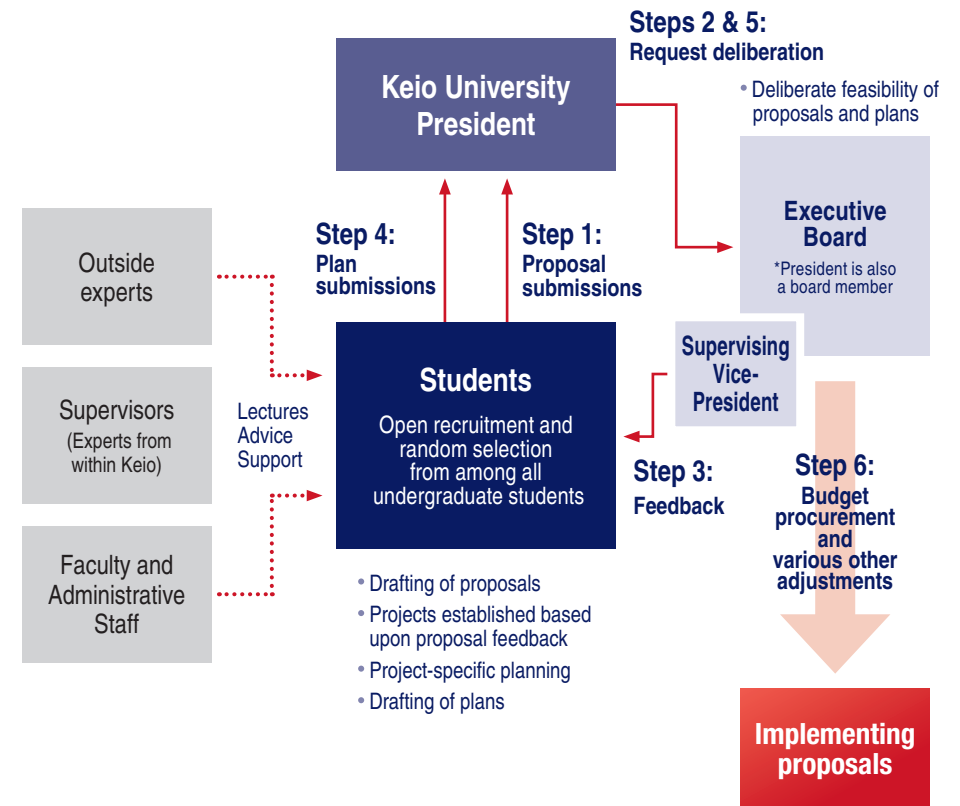 Steps 2 & 5:
Request deliberation
• Deliberate feasibility of
proposals and plans
Keio University
President
Executive
Board
*President is also
a board member
Step 4:
Plan
submissions
Step 1:
Proposal
submissions
Outside
experts
Supervisors
(Experts from
within Keio)
Faculty and
Administrative
Staff
Lectures
Advice
Support
Students
Open recruitment and
random selection
from among all
undergraduate students
Supervising
Vice-
President
Step 3:
Feedback
• Drafting of proposals
• Projects established based
upon proposal feedback
• Project-specific planning
• Drafting of plans
Step 6:
Budget
procurement
and
various other
adjustments
Implementing
proposals